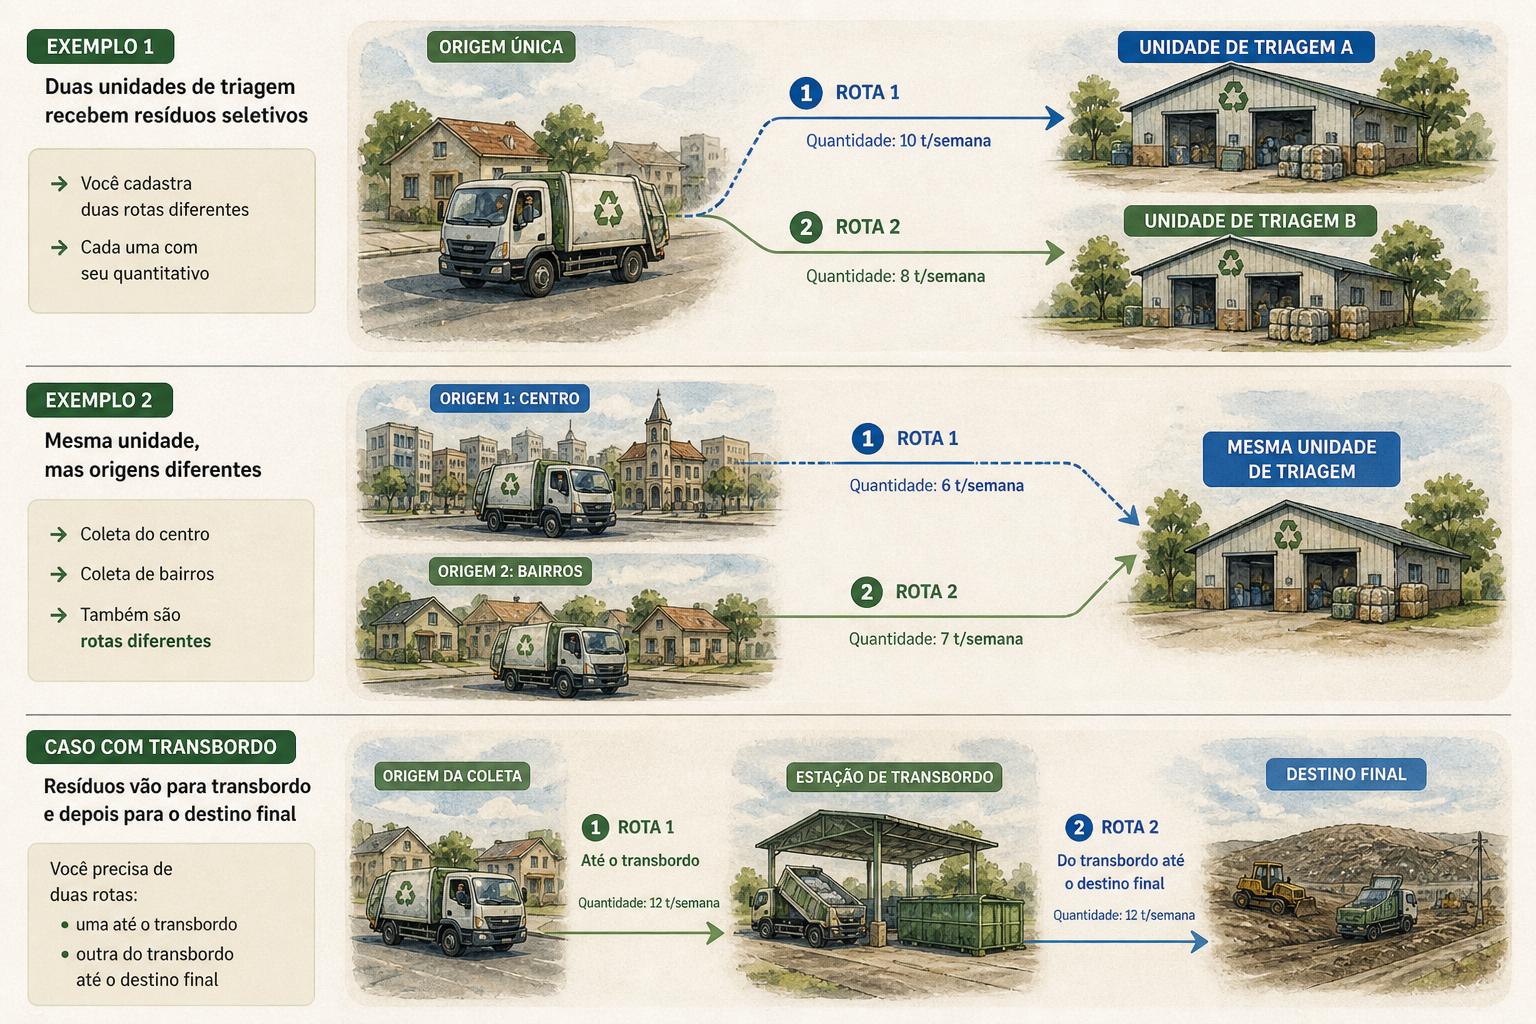 EXEMPLO 1
Duas unidades de triagem
recebem resíduos seletivos
→ Você cadastra
duas rotas diferentes
→ Cada uma com
seu quantitativo
ORIGEM ÚNICA
1 ROTA 1
Quantidade: 10 t/semana
2 ROTA 2
Quantidade: 8 t/semana
UNIDADE DE TRIAGEM A
UNIDADE DE TRIAGEM B
EXEMPLO 2
Mesma unidade,
mas origens diferentes
→ Coleta do centro
→ Coleta de bairros
→ Também são
rotas diferentes
ORIGEM 1: CENTRO
ORIGEM 2: BAIRROS
1 ROTA 1
Quantidade: 6 t/semana
2 ROTA 2
Quantidade: 7 t/semana
MESMA UNIDADE
DE TRIAGEM
CASO COM TRANSBORDO
Resíduos vão para transbordo
e depois para o destino final
Você precisa de
duas rotas:
• uma até o transbordo
• outra do transbordo
até o destino final
ORIGEM DA COLETA
1 ROTA 1
Até o transbordo
Quantidade: 12 t/semana
ESTAÇÃO DE TRANSBORDO
2 ROTA 2
Do transbordo até
o destino final
Quantidade: 12 t/semana
DESTINO FINAL